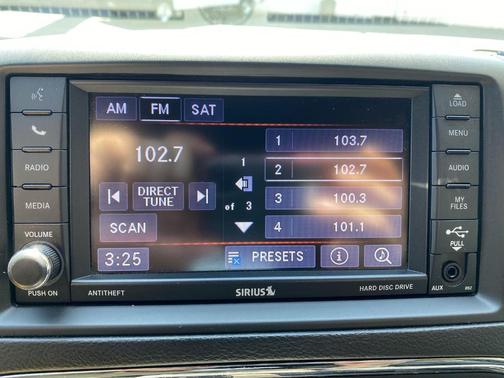 AM FM SAT
LOAD
MENU
RADIO
AUDIO
MEDIA
MY
FILES
102.7
DIRECT
TUNE
SCAN
1
of 3
1 103.7
2 102.7
3 100.3
4 101.1
3:25
PRESETS
VOLUME
PUSH ON
PULL
AUX
ANTITHEFT
SIRIUS
HARD DISC DRIVE